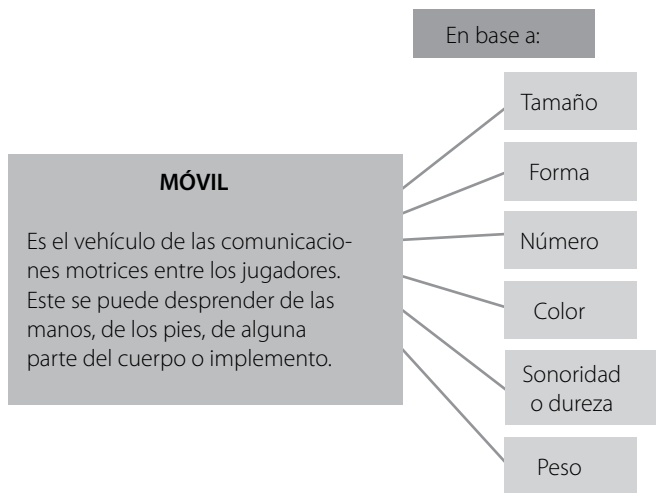 En base a:
MÓVIL
Es el vehículo de las comunicacio-
nes motrices entre los jugadores.
Este se puede desprender de las
manos, de los pies, de alguna
parte del cuerpo o implemento.
Tamaño
Forma
Número
Color
Sonoridad
o dureza
Peso